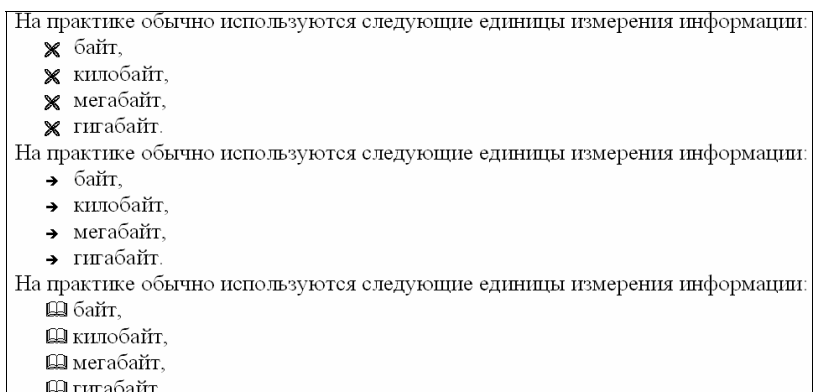 На практике обычно используются следующие единицы измерения информации:
байт,
килобайт,
мегабайт,
гигабайт.
На практике обычно используются следующие единицы измерения информации:
➔ байт,
➔ килобайт,
➔ мегабайт,
➔ гигабайт.
На практике обычно используются следующие единицы измерения информации:
байт,
килобайт,
мегабайт,
гигабайт